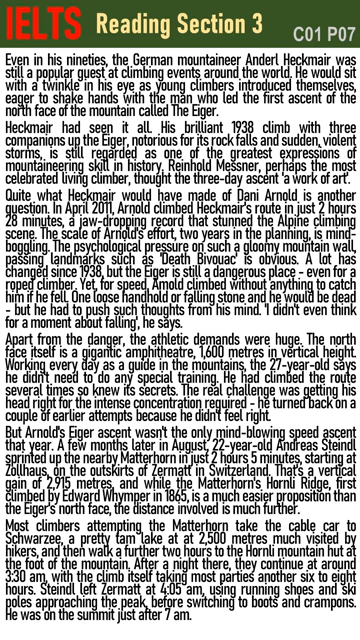 IELTS Reading Section 3 C01 P07
Even in his nineties, the German mountaineer Anderl Heckmair was
still a popular guest at climbing events around the world. He would sit
with a twinkle in his eye as young climbers introduced themselves,
eager to shake hands with the man who led the first ascent of the
north face of the mountain called The Eiger.
Heckmair had seen it all. His brilliant 1938 climb with three
companions up the Eiger, notorious for its rock falls and sudden, violent
storms, is still regarded as one of the greatest expressions of
mountaineering skill in history. Reinhold Messner, perhaps the most
celebrated living climber, thought the three-day ascent 'a work of art'.
Quite what Heckmair would have made of Dani Arnold is another
question. In April 2011, Arnold climbed Heckmair's route in just 2 hours
28 minutes, a jaw-dropping record that stunned the Alpine climbing
scene. The scale of Arnold's effort, two years in the planning, is mind-
boggling. The psychological pressure on such a gloomy mountain wall,
passing landmarks such as 'Death Bivouac' is obvious. A lot has
changed since 1938, but the Eiger is still a dangerous place - even for a
roped climber. Yet, for speed, Arnold climbed without anything to catch
him if he fell. One loose handhold or falling stone and he would be dead
- but he had to push such thoughts from his mind. 'I didn't even think
for a moment about falling', he says.
Apart from the danger, the athletic demands were huge. The north
face itself is a gigantic amphitheatre, 1,600 metres in vertical height.
Working every day as a guide in the mountains, the 27-year-old says
he didn't need to do any special training. He had climbed the route
several times so knew its secrets. The real challenge was getting his
head right for the intense concentration required - he turned back on a
couple of earlier attempts because he didn't feel right.
But Arnold's Eiger ascent wasn't the only mind-blowing speed ascent
that year. A few months later in August, 22-year-old Andreas Steindl
sprinted up the nearby Matterhorn in just 2 hours 5 minutes, starting at
Zollhaus, on the outskirts of Zermatt in Switzerland. That's a vertical
gain of 2,915 metres, and while the Matterhorn's Hornli Ridge, first
climbed by Edward Whymper in 1865, is a much easier proposition than
the Eiger's north face, the distance involved is much further.
Most climbers attempting the Matterhorn take the cable car to
Schwarzee, a pretty tam lake at at 2,500 metres much visited by
hikers, and then walk a further two hours to the Hornli mountain hut at
the foot of the mountain. After a night there, they continue at around
3:30 am, with the climb itself taking most parties another six to eight
hours. Steindl left Zermatt at 4:05 am, using running shoes and ski
poles approaching the peak, before switching to boots and crampons.
He was on the summit just after 7 am.